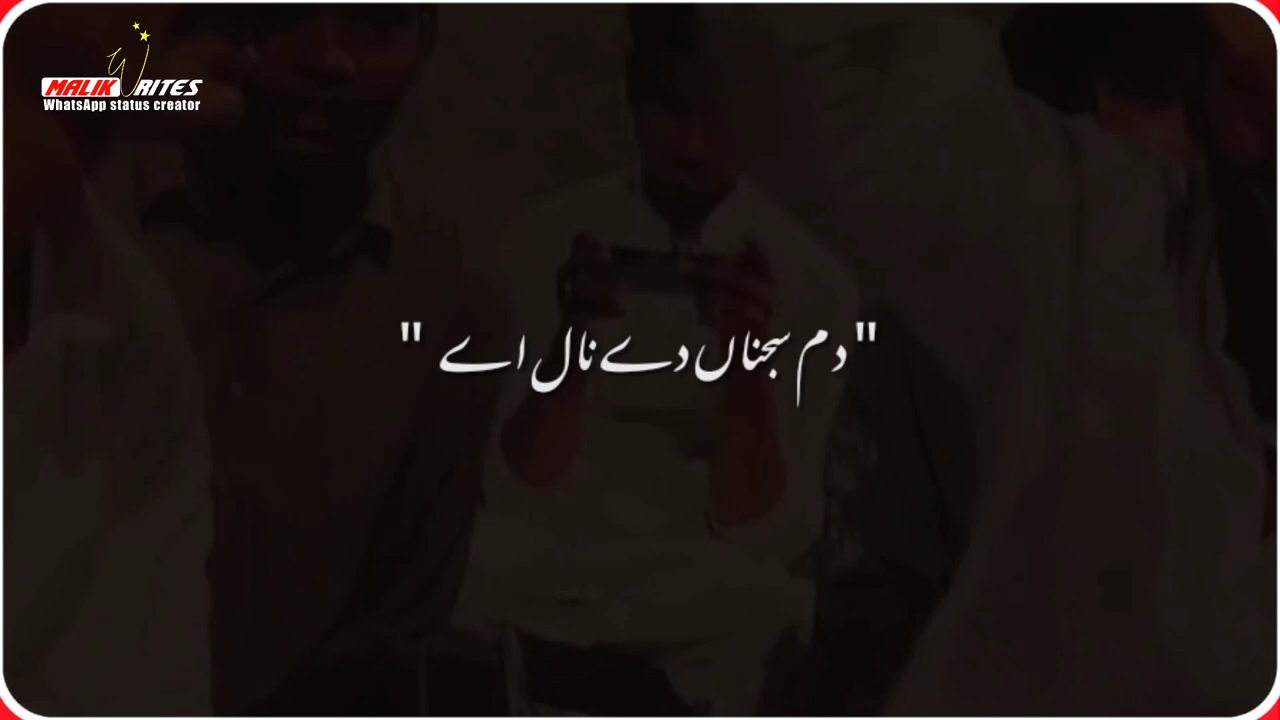 MALIK WRITES
WhatsApp status creator
"دم سجناں دے نال اے "